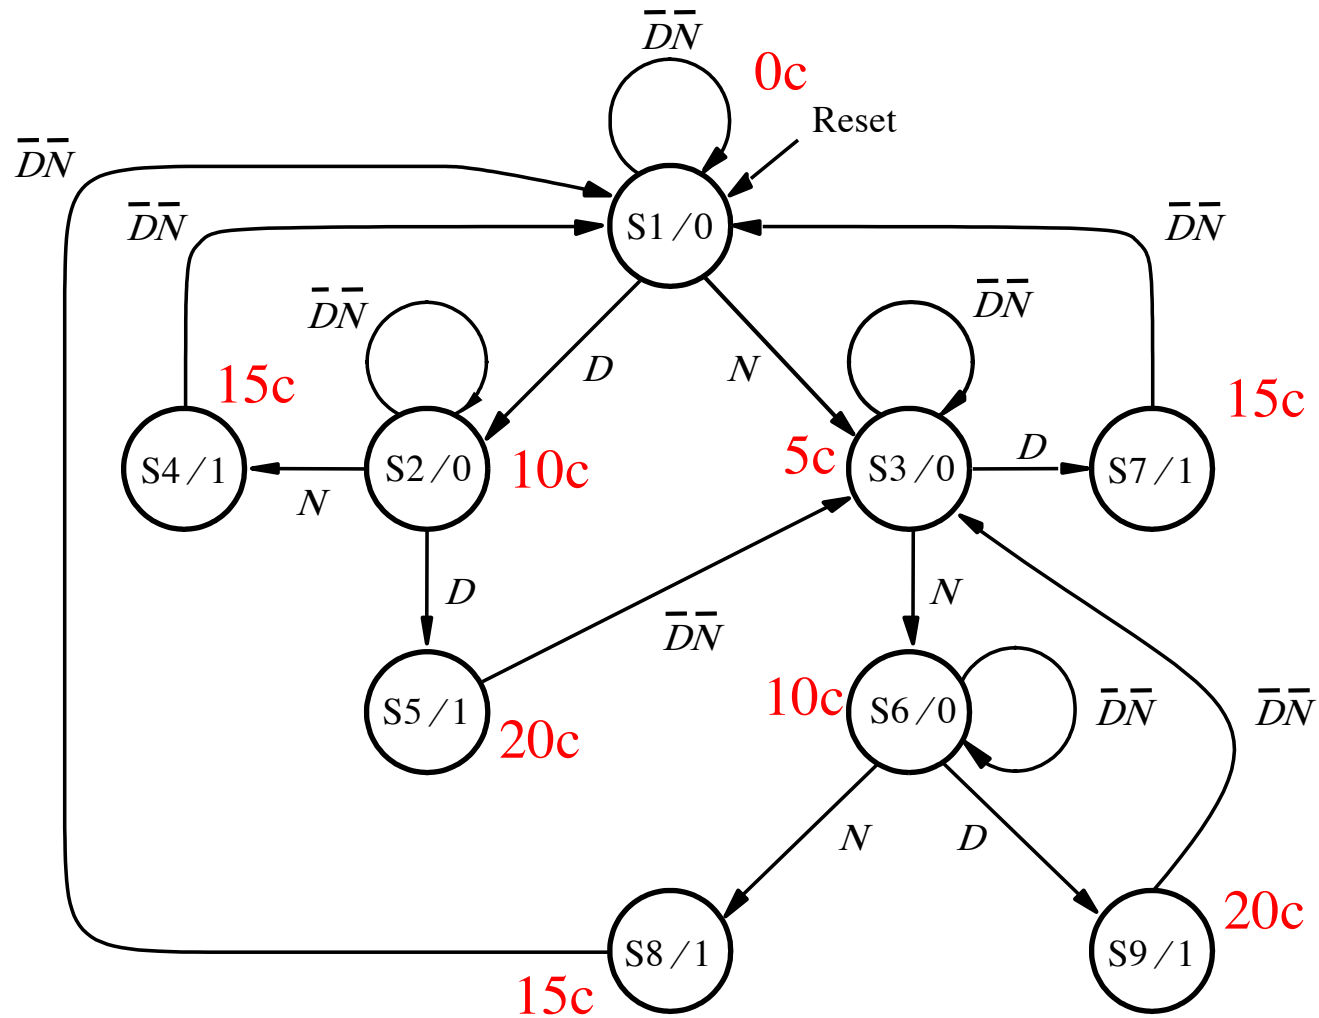 D̅N̅
0c
Reset
D̅N̅
D̅N̅
S1/0
D̅N̅
D̅N̅
D̅N̅
D
N
15c
15c
S4/1
S2/0
10c
5c
S3/0
D
S7/1
N
D
N
D̅N̅
S5/1
20c
10c
S6/0
D̅N̅
D̅N̅
N
D
S8/1
15c
S9/1
20c